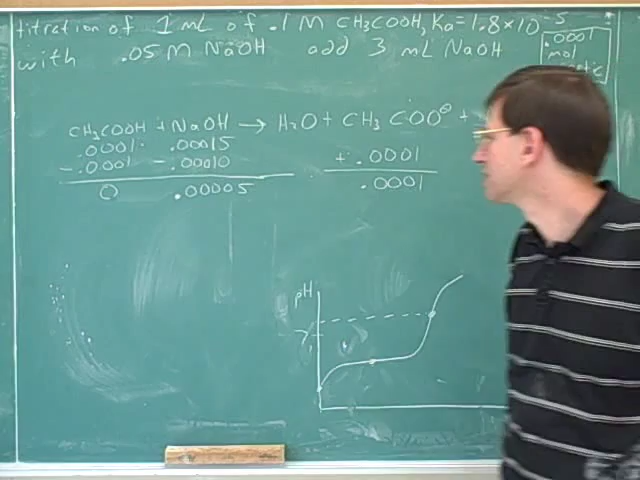 titration of 1 mL of .1 M CH3COOH, Ka = 1.8×10⁻⁵
with .05 M NaOH add 3 mL NaOH
.0001
mol
CH3COOH + NaOH → H2O + CH3COO⊖ +
.0001 .00015
-.0001 -.00010 +.0001
0 .00005 .0001
pH
7